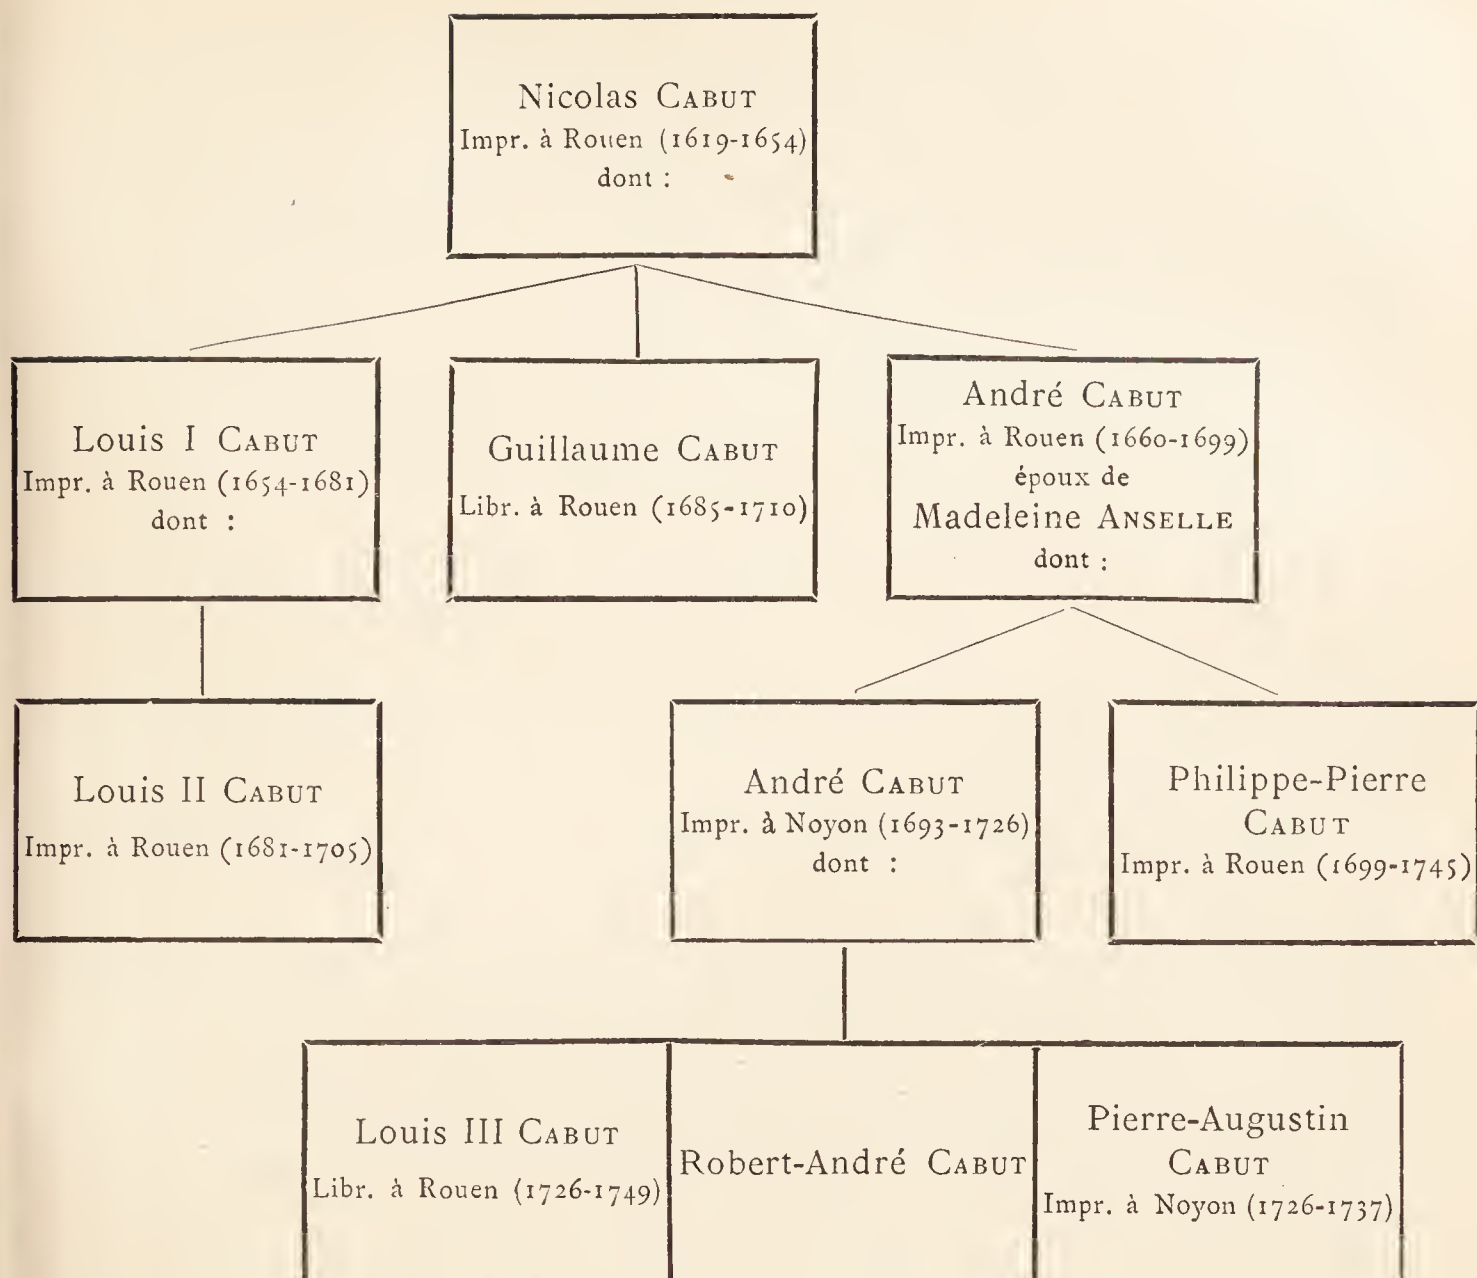 Nicolas CABUT
Impr. à Rouen (1619-1654)
dont :
Louis I CABUT
Impr. à Rouen (1654-1681)
dont :
Guillaume CABUT
Libr. à Rouen (1685-1710)
André CABUT
Impr. à Rouen (1660-1699)
époux de
Madeleine ANSELLE
dont :
Louis II CABUT
Impr. à Rouen (1681-1705)
André CABUT
Impr. à Noyon (1693-1726)
dont :
Philippe-Pierre
CABUT
Impr. à Rouen (1699-1745)
Louis III CABUT
Libr. à Rouen (1726-1749)
Robert-André CABUT
Pierre-Augustin
CABUT
Impr. à Noyon (1726-1737)